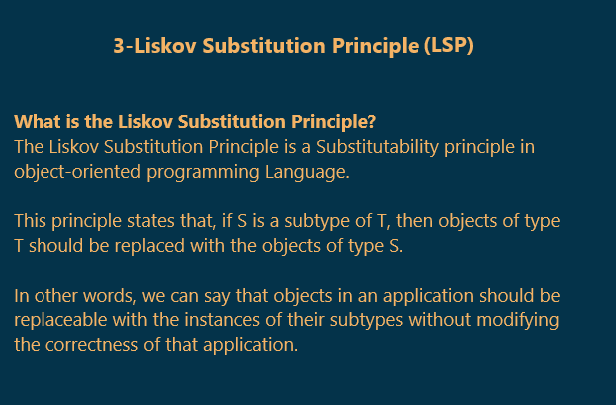 3-Liskov Substitution Principle (LSP)
What is the Liskov Substitution Principle?
The Liskov Substitution Principle is a Substitutability principle in
object-oriented programming Language.
This principle states that, if S is a subtype of T, then objects of type
T should be replaced with the objects of type S.
In other words, we can say that objects in an application should be
replaceable with the instances of their subtypes without modifying
the correctness of that application.